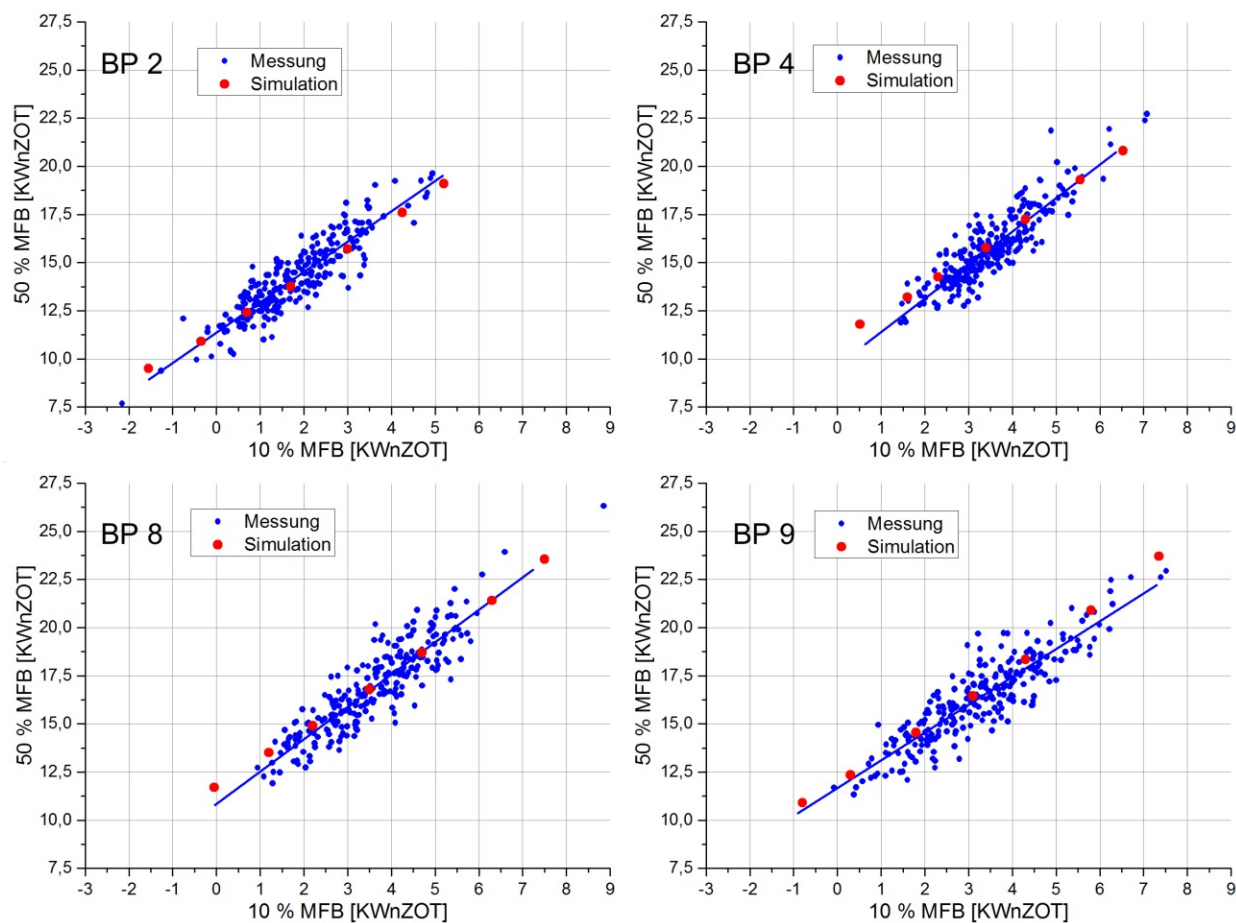 BP 2
Messung
Simulation
27,5
25,0
22,5
20,0
17,5
15,0
12,5
10,0
7,5
50 % MFB [KWnZOT]
-3 -2 -1 0 1 2 3 4 5 6 7 8 9
10 % MFB [KWnZOT]
BP 4
Messung
Simulation
27,5
25,0
22,5
20,0
17,5
15,0
12,5
10,0
7,5
50 % MFB [KWnZOT]
-3 -2 -1 0 1 2 3 4 5 6 7 8 9
10 % MFB [KWnZOT]
BP 8
Messung
Simulation
27,5
25,0
22,5
20,0
17,5
15,0
12,5
10,0
7,5
50 % MFB [KWnZOT]
-3 -2 -1 0 1 2 3 4 5 6 7 8 9
10 % MFB [KWnZOT]
BP 9
Messung
Simulation
27,5
25,0
22,5
20,0
17,5
15,0
12,5
10,0
7,5
50 % MFB [KWnZOT]
-3 -2 -1 0 1 2 3 4 5 6 7 8 9
10 % MFB [KWnZOT]